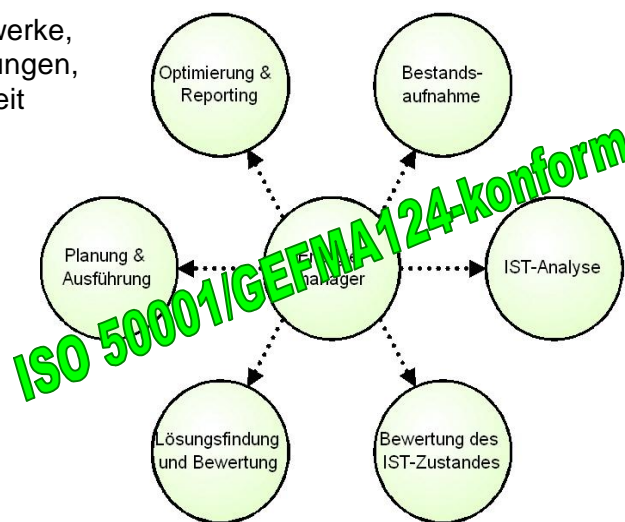 werke,
ungen,
eit
Optimierung &
Reporting
Bestands-
aufnahme
Planung &
Ausführung
manager
IST-Analyse
ISO 50001/GEFMA124-konform
Lösungsfindung
und Bewertung
Bewertung des
IST-Zustandes